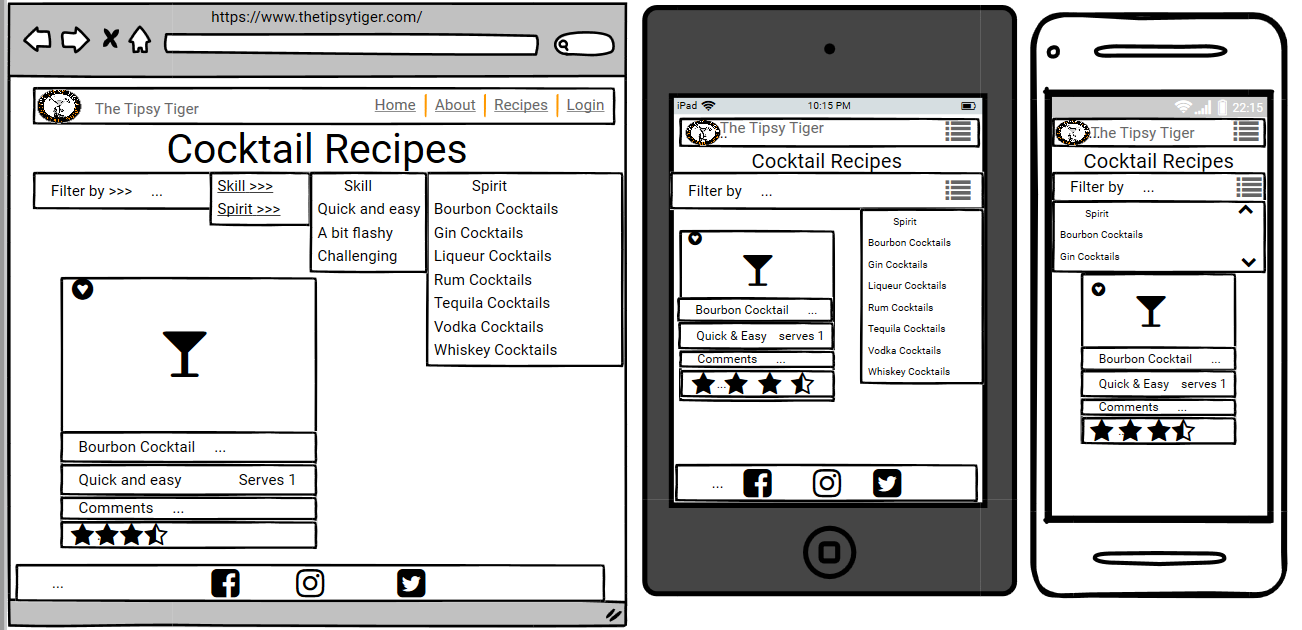 https://www.thetipsytiger.com/
The Tipsy Tiger Home About Recipes Login
Cocktail Recipes
Filter by >>> ...
Skill >>>
Spirit >>>
Skill
Quick and easy
A bit flashy
Challenging
Spirit
Bourbon Cocktails
Gin Cocktails
Liqueur Cocktails
Rum Cocktails
Tequila Cocktails
Vodka Cocktails
Whiskey Cocktails
Bourbon Cocktail ...
Quick and easy Serves 1
Comments ...
...
iPad 10:15 PM
The Tipsy Tiger
Cocktail Recipes
Filter by ...
Spirit
Bourbon Cocktails
Gin Cocktails
Liqueur Cocktails
Rum Cocktails
Tequila Cocktails
Vodka Cocktails
Whiskey Cocktails
Bourbon Cocktail ...
Quick & Easy serves 1
Comments ...
...
...
22:15
The Tipsy Tiger
Cocktail Recipes
Filter by ...
Spirit
Bourbon Cocktails
Gin Cocktails
Bourbon Cocktail ...
Quick & Easy serves 1
Comments ...